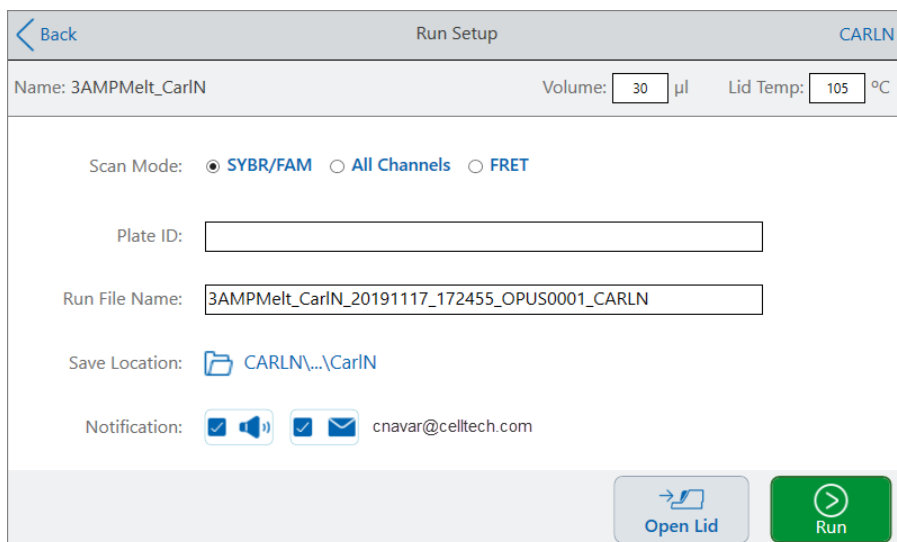 Back Run Setup CARLN
Name: 3AMPMelt_CarlN Volume: 30 µl Lid Temp: 105 ºC
Scan Mode: SYBR/FAM All Channels FRET
Plate ID:
Run File Name: 3AMPMelt_CarlN_20191117_172455_OPUS0001_CARLN
Save Location: CARLN\...\CarlN
Notification: cnavar@celltech.com
Open Lid Run